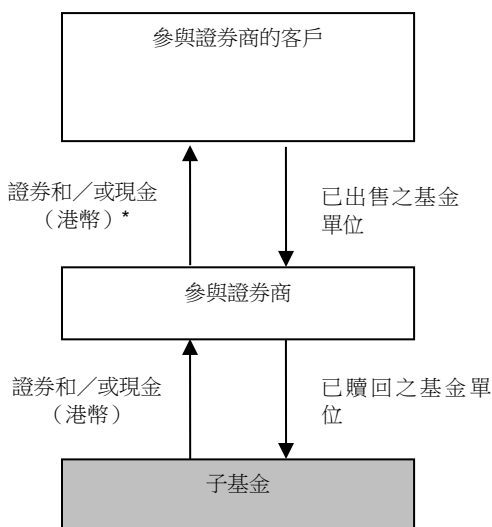 參與證券商的客戶
證券和／或現金
（港幣）*
已出售之基金
單位
參與證券商
證券和／或現金
（港幣）
已贖回之基金單
位
子基金